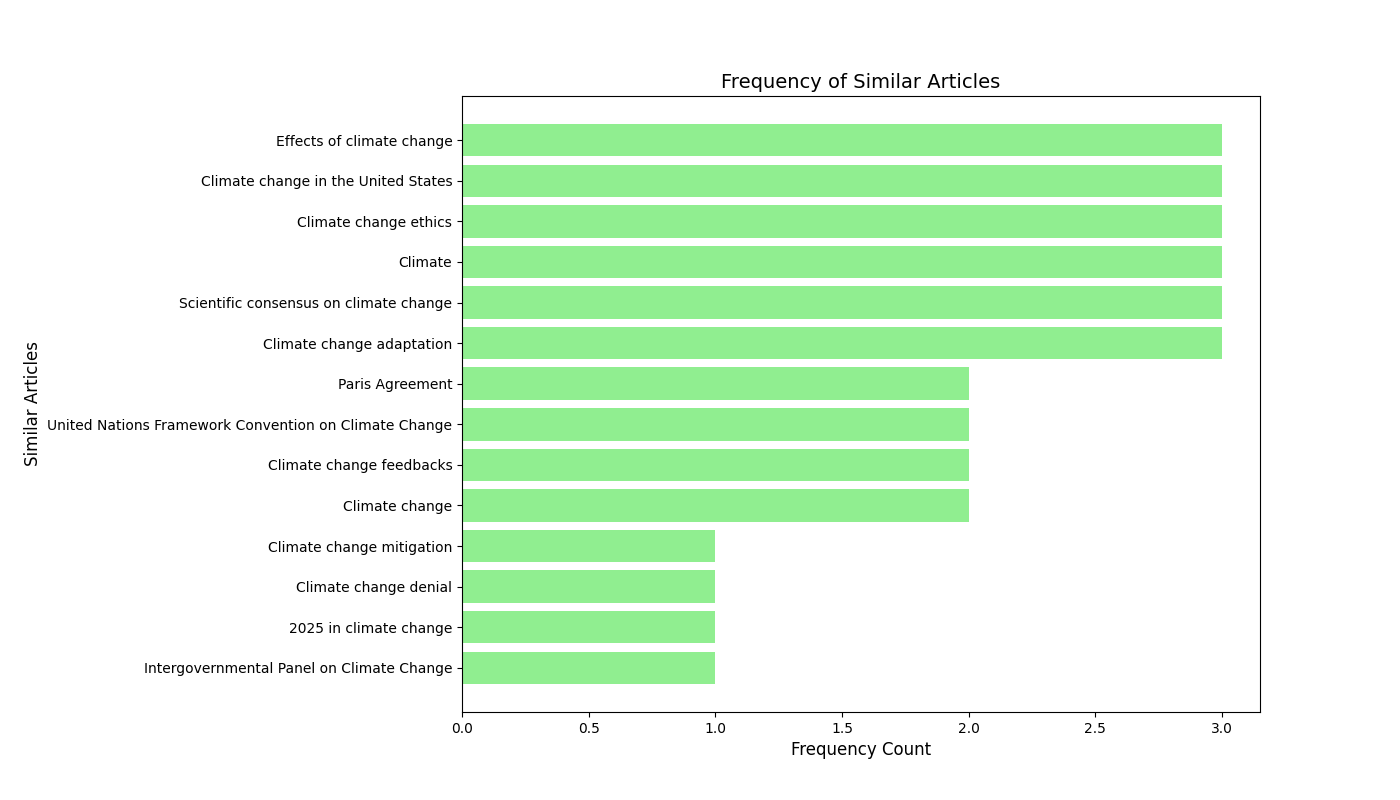 Frequency of Similar Articles
Effects of climate change
Climate change in the United States
Climate change ethics
Climate
Scientific consensus on climate change
Climate change adaptation
Paris Agreement
United Nations Framework Convention on Climate Change
Climate change feedbacks
Climate change
Climate change mitigation
Climate change denial
2025 in climate change
Intergovernmental Panel on Climate Change
Similar Articles
0.0 0.5 1.0 1.5 2.0 2.5 3.0
Frequency Count